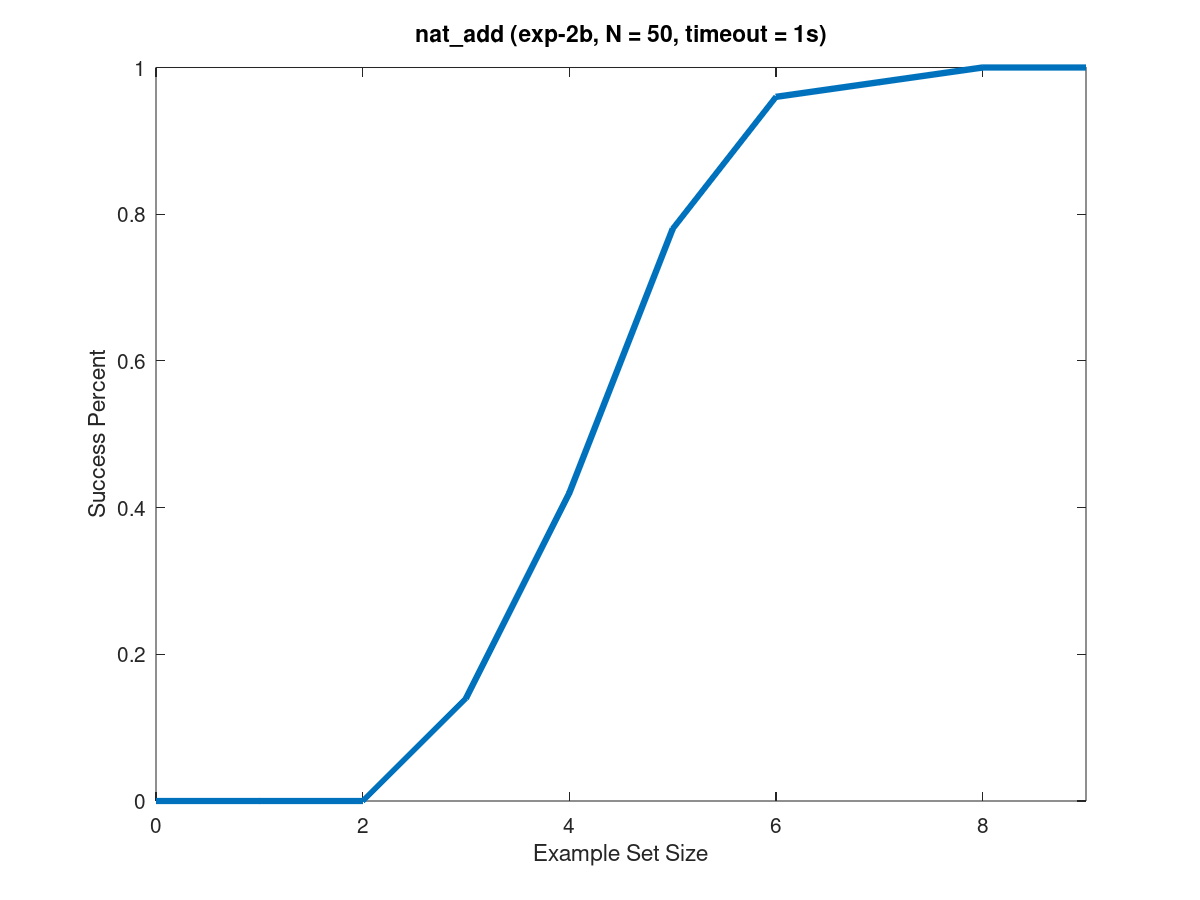 nat_add (exp-2b, N = 50, timeout = 1s)
1
0.8
0.6
0.4
0.2
0
Success Percent
0 2 4 6 8
Example Set Size